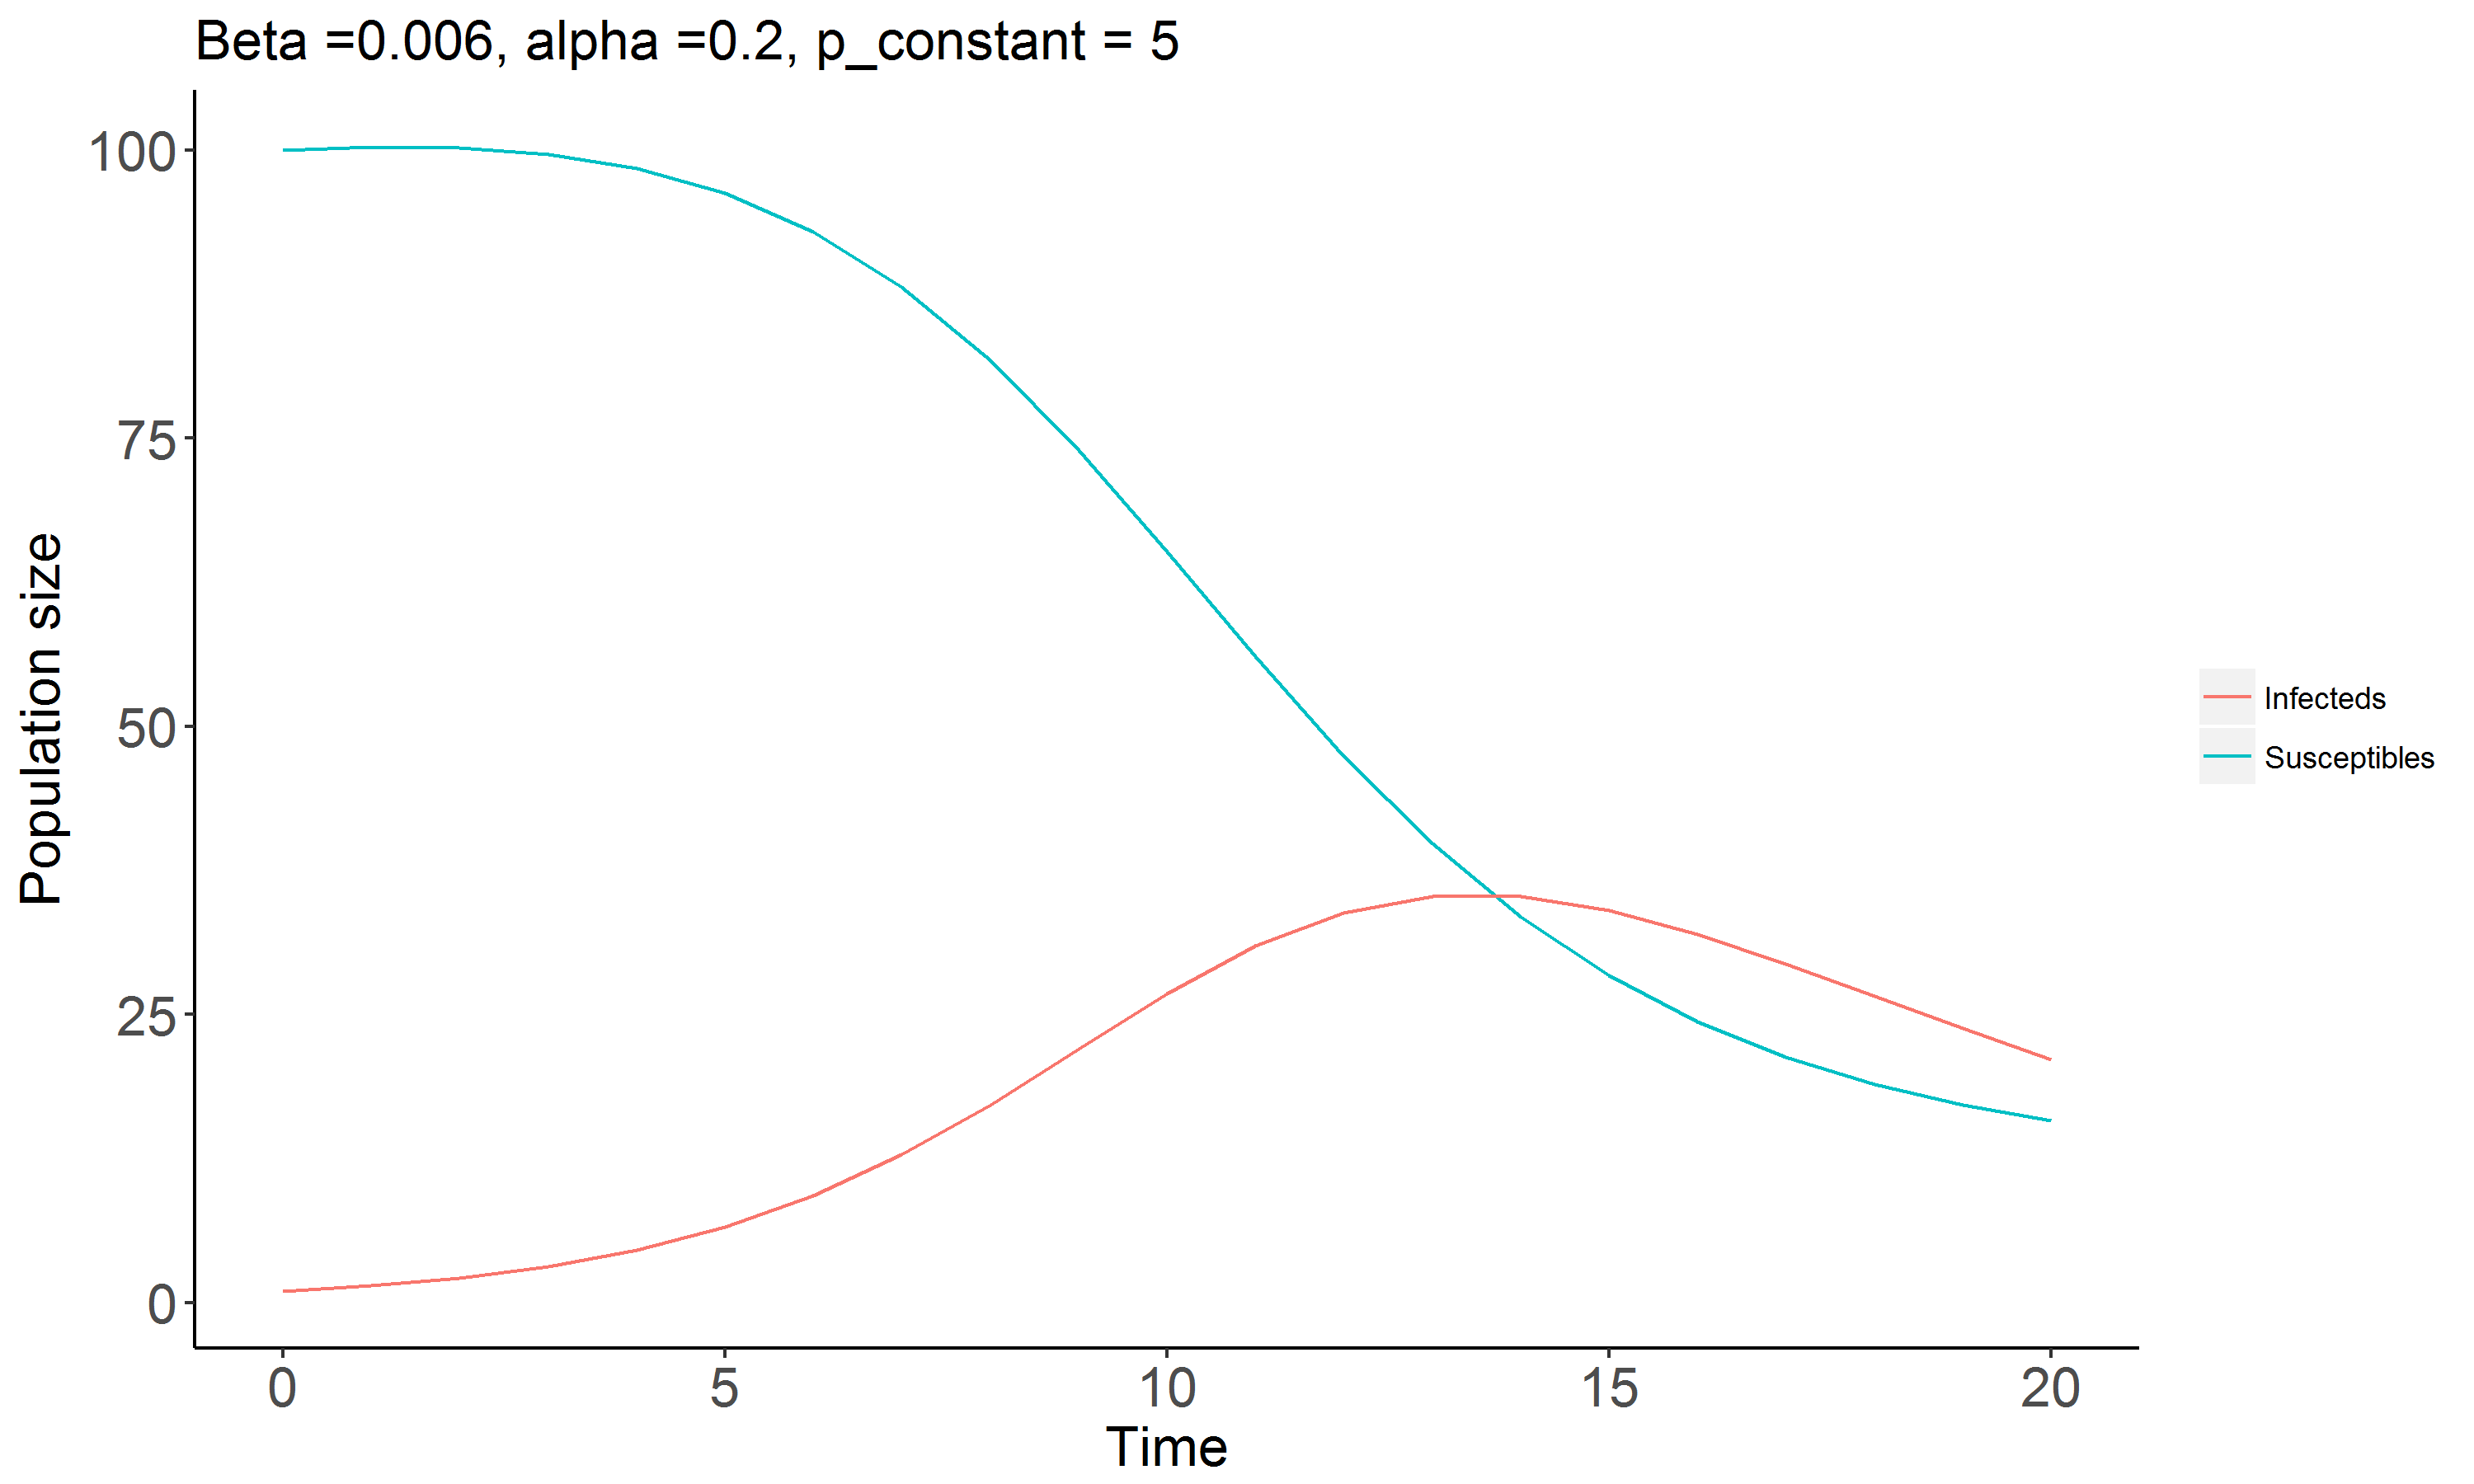 Beta =0.006, alpha =0.2, p_constant = 5
100
75
50
25
0
Population size
0 5 10 15 20
Time
Infecteds
Susceptibles